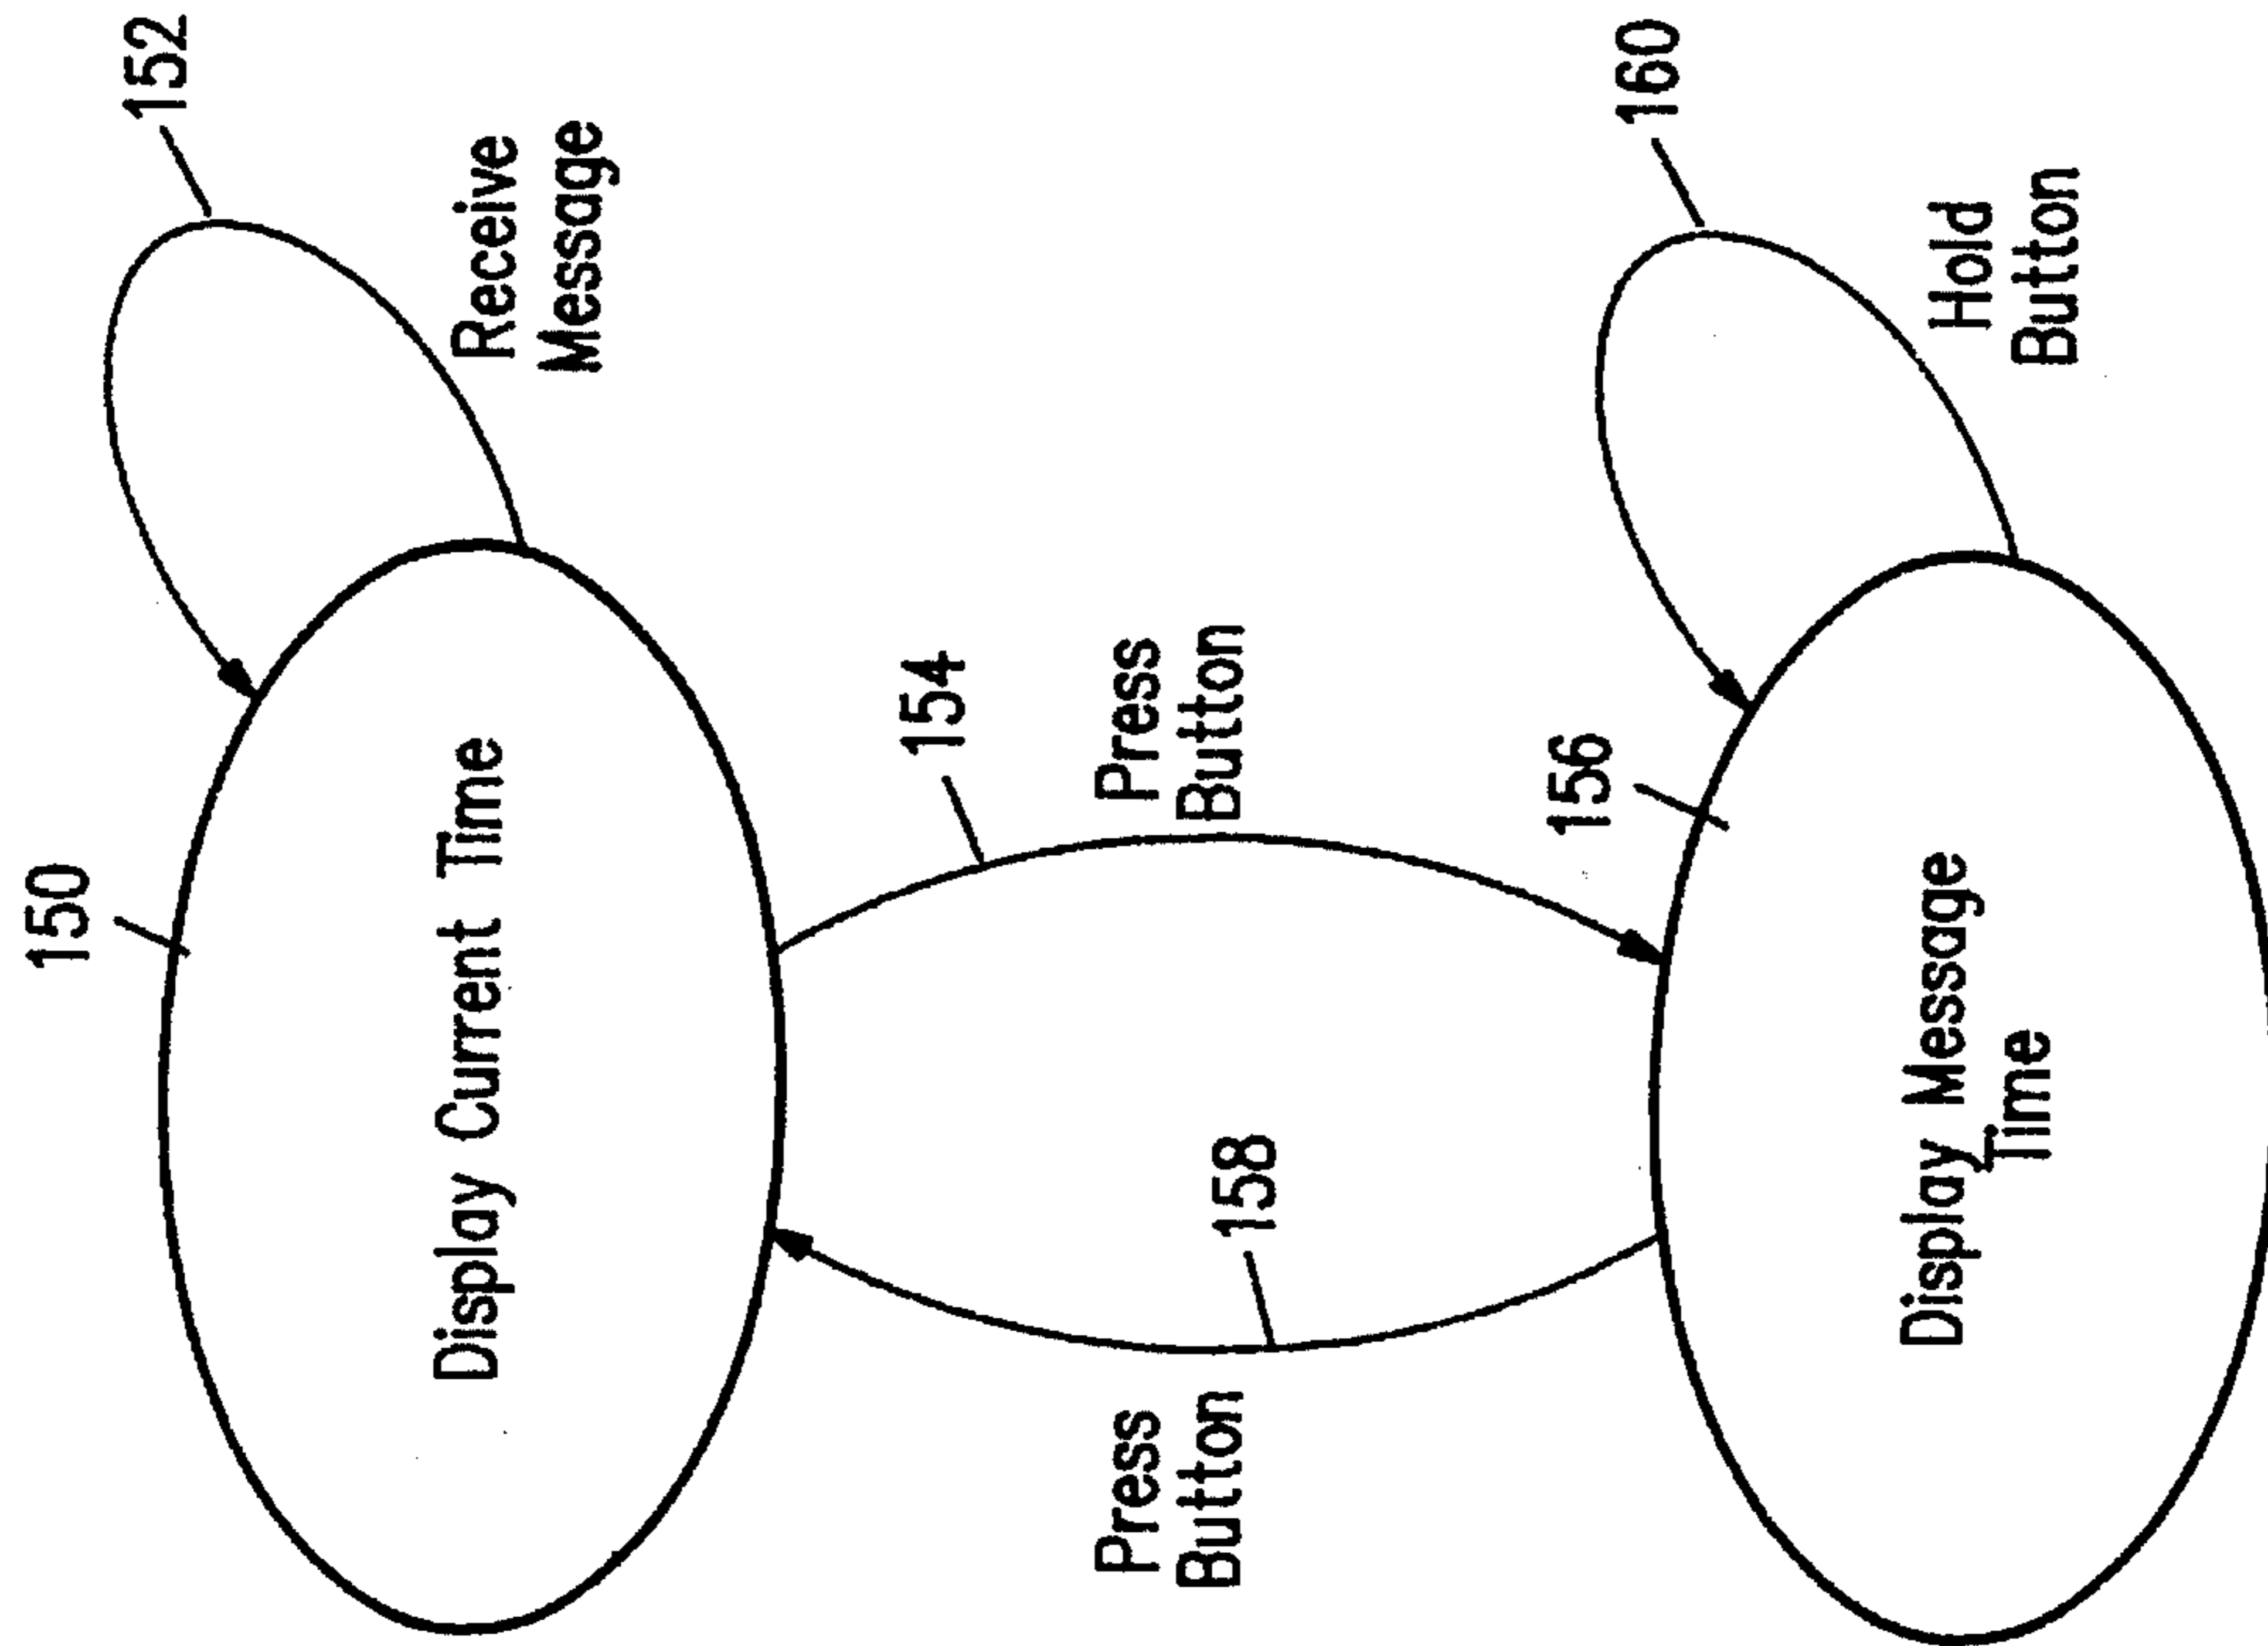 150
Display Current Time
152
Receive
Message
154
Press
Button
158
Press
Button
156
Display Message
Time
160
Hold
Button